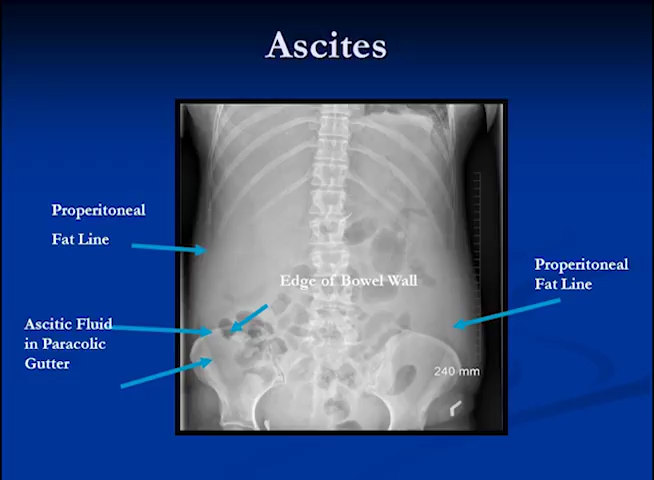 Ascites
Properitoneal
Fat Line
Edge of Bowel Wall
Properitoneal
Fat Line
Ascitic Fluid
in Paracolic
Gutter
240 mm